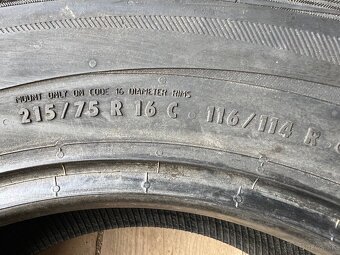 MOUNT ONLY ON CODE 16 DIAMETER RIMS
215/75 R 16 C 116/114 R